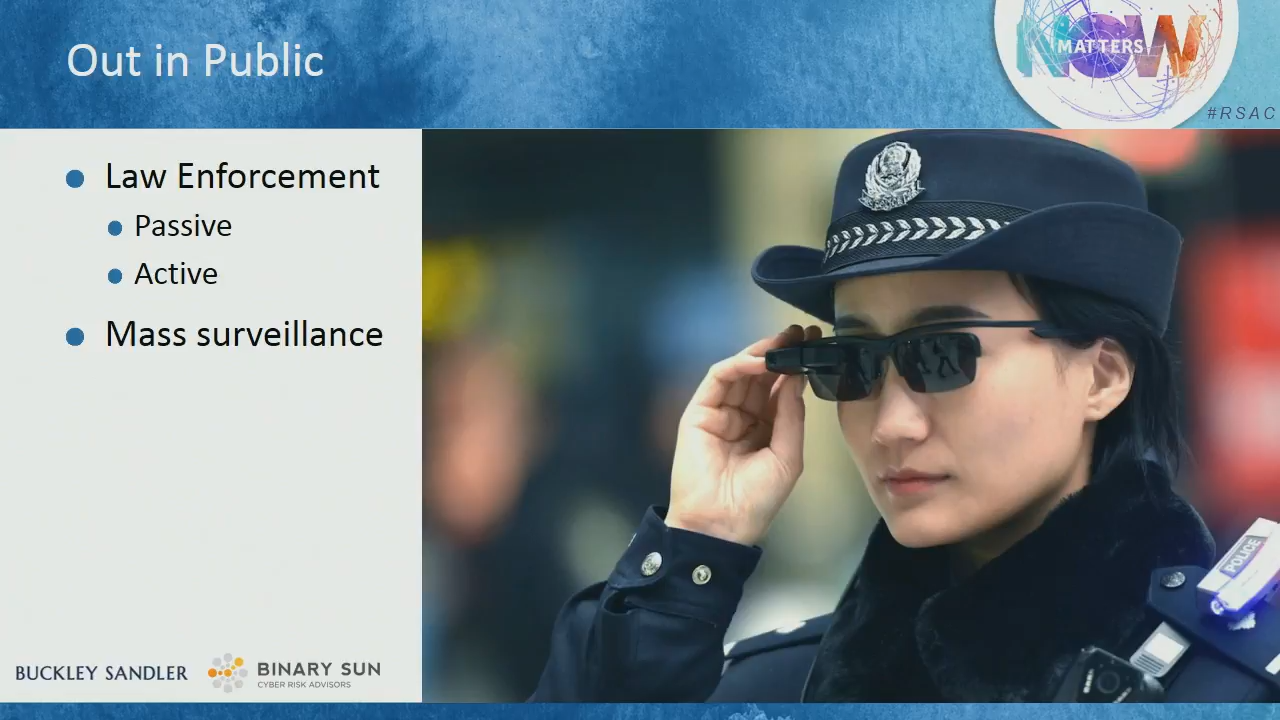 Out in Public
NOW
MATTERS
#RSAC
Law Enforcement
Passive
Active
Mass surveillance
POLICE
BUCKLEY SANDLER
BINARY SUN
CYBER RISK ADVISORS